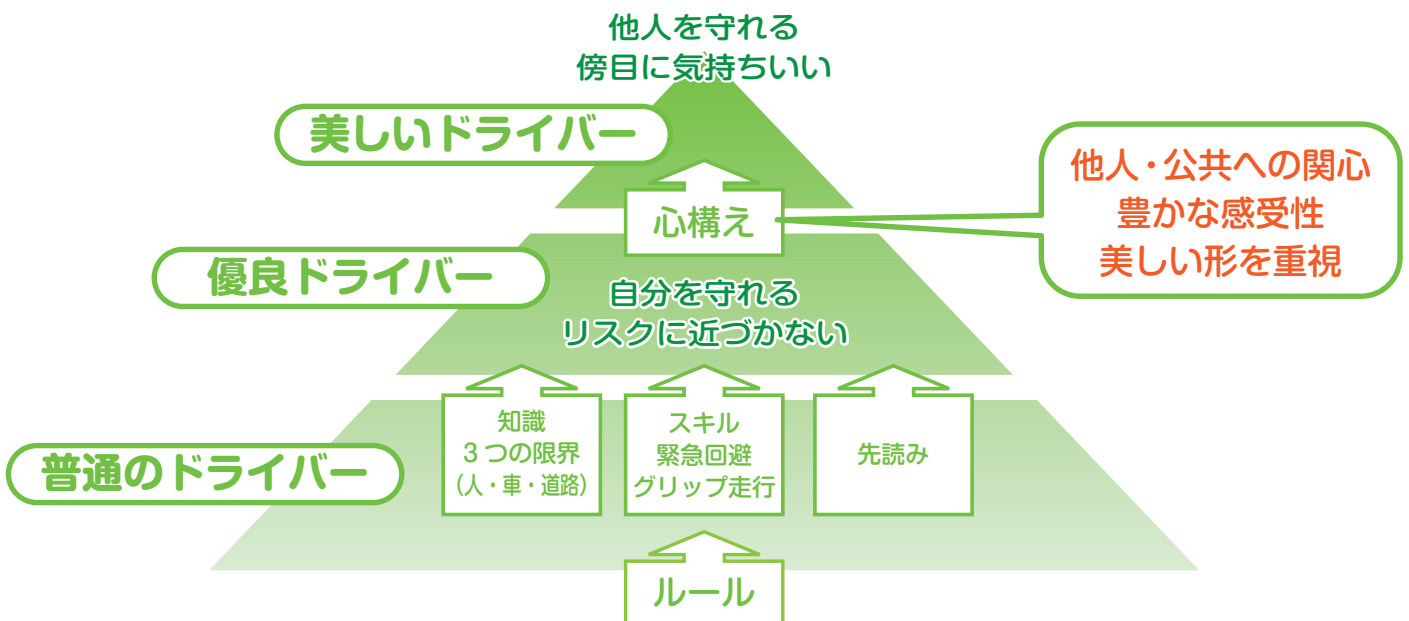 他人を守れる
傍目に気持ちいい
美しいドライバー
心構え
他人・公共への関心
豊かな感受性
美しい形を重視
優良ドライバー
自分を守れる
リスクに近づかない
普通のドライバー
知識
3つの限界
(人・車・道路)
スキル
緊急回避
グリップ走行
先読み
ルール